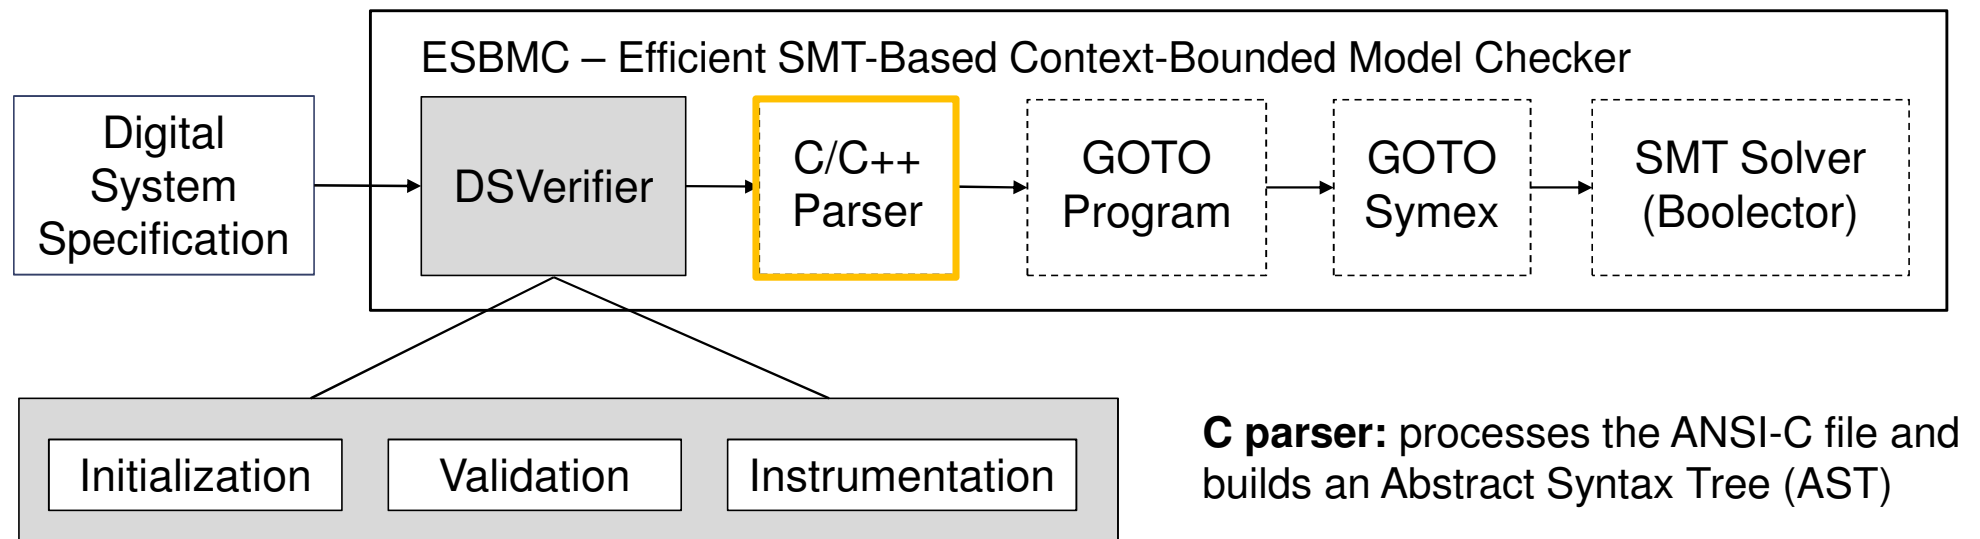 ESBMC – Efficient SMT-Based Context-Bounded Model Checker
Digital
System
Specification
DSVerifier
C/C++
Parser
GOTO
Program
GOTO
Symex
SMT Solver
(Boolector)
Initialization
Validation
Instrumentation
C parser: processes the ANSI-C file and
builds an Abstract Syntax Tree (AST)